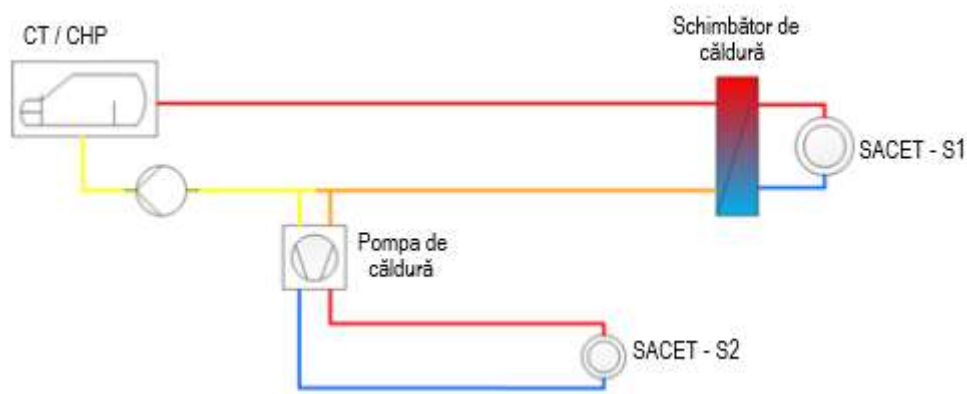 CT / CHP
Schimbător de
căldură
SACET - S1
Pompa de
căldură
SACET - S2